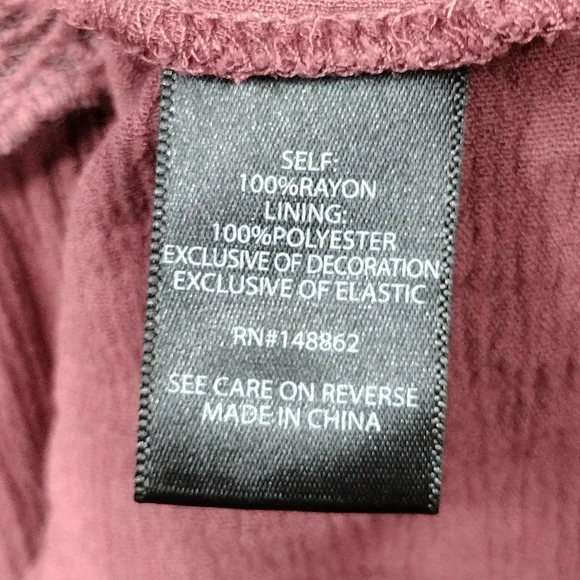 SELF:
100%RAYON
LINING:
100%POLYESTER
EXCLUSIVE OF DECORATION
EXCLUSIVE OF ELASTIC
RN#148862
SEE CARE ON REVERSE
MADE IN CHINA